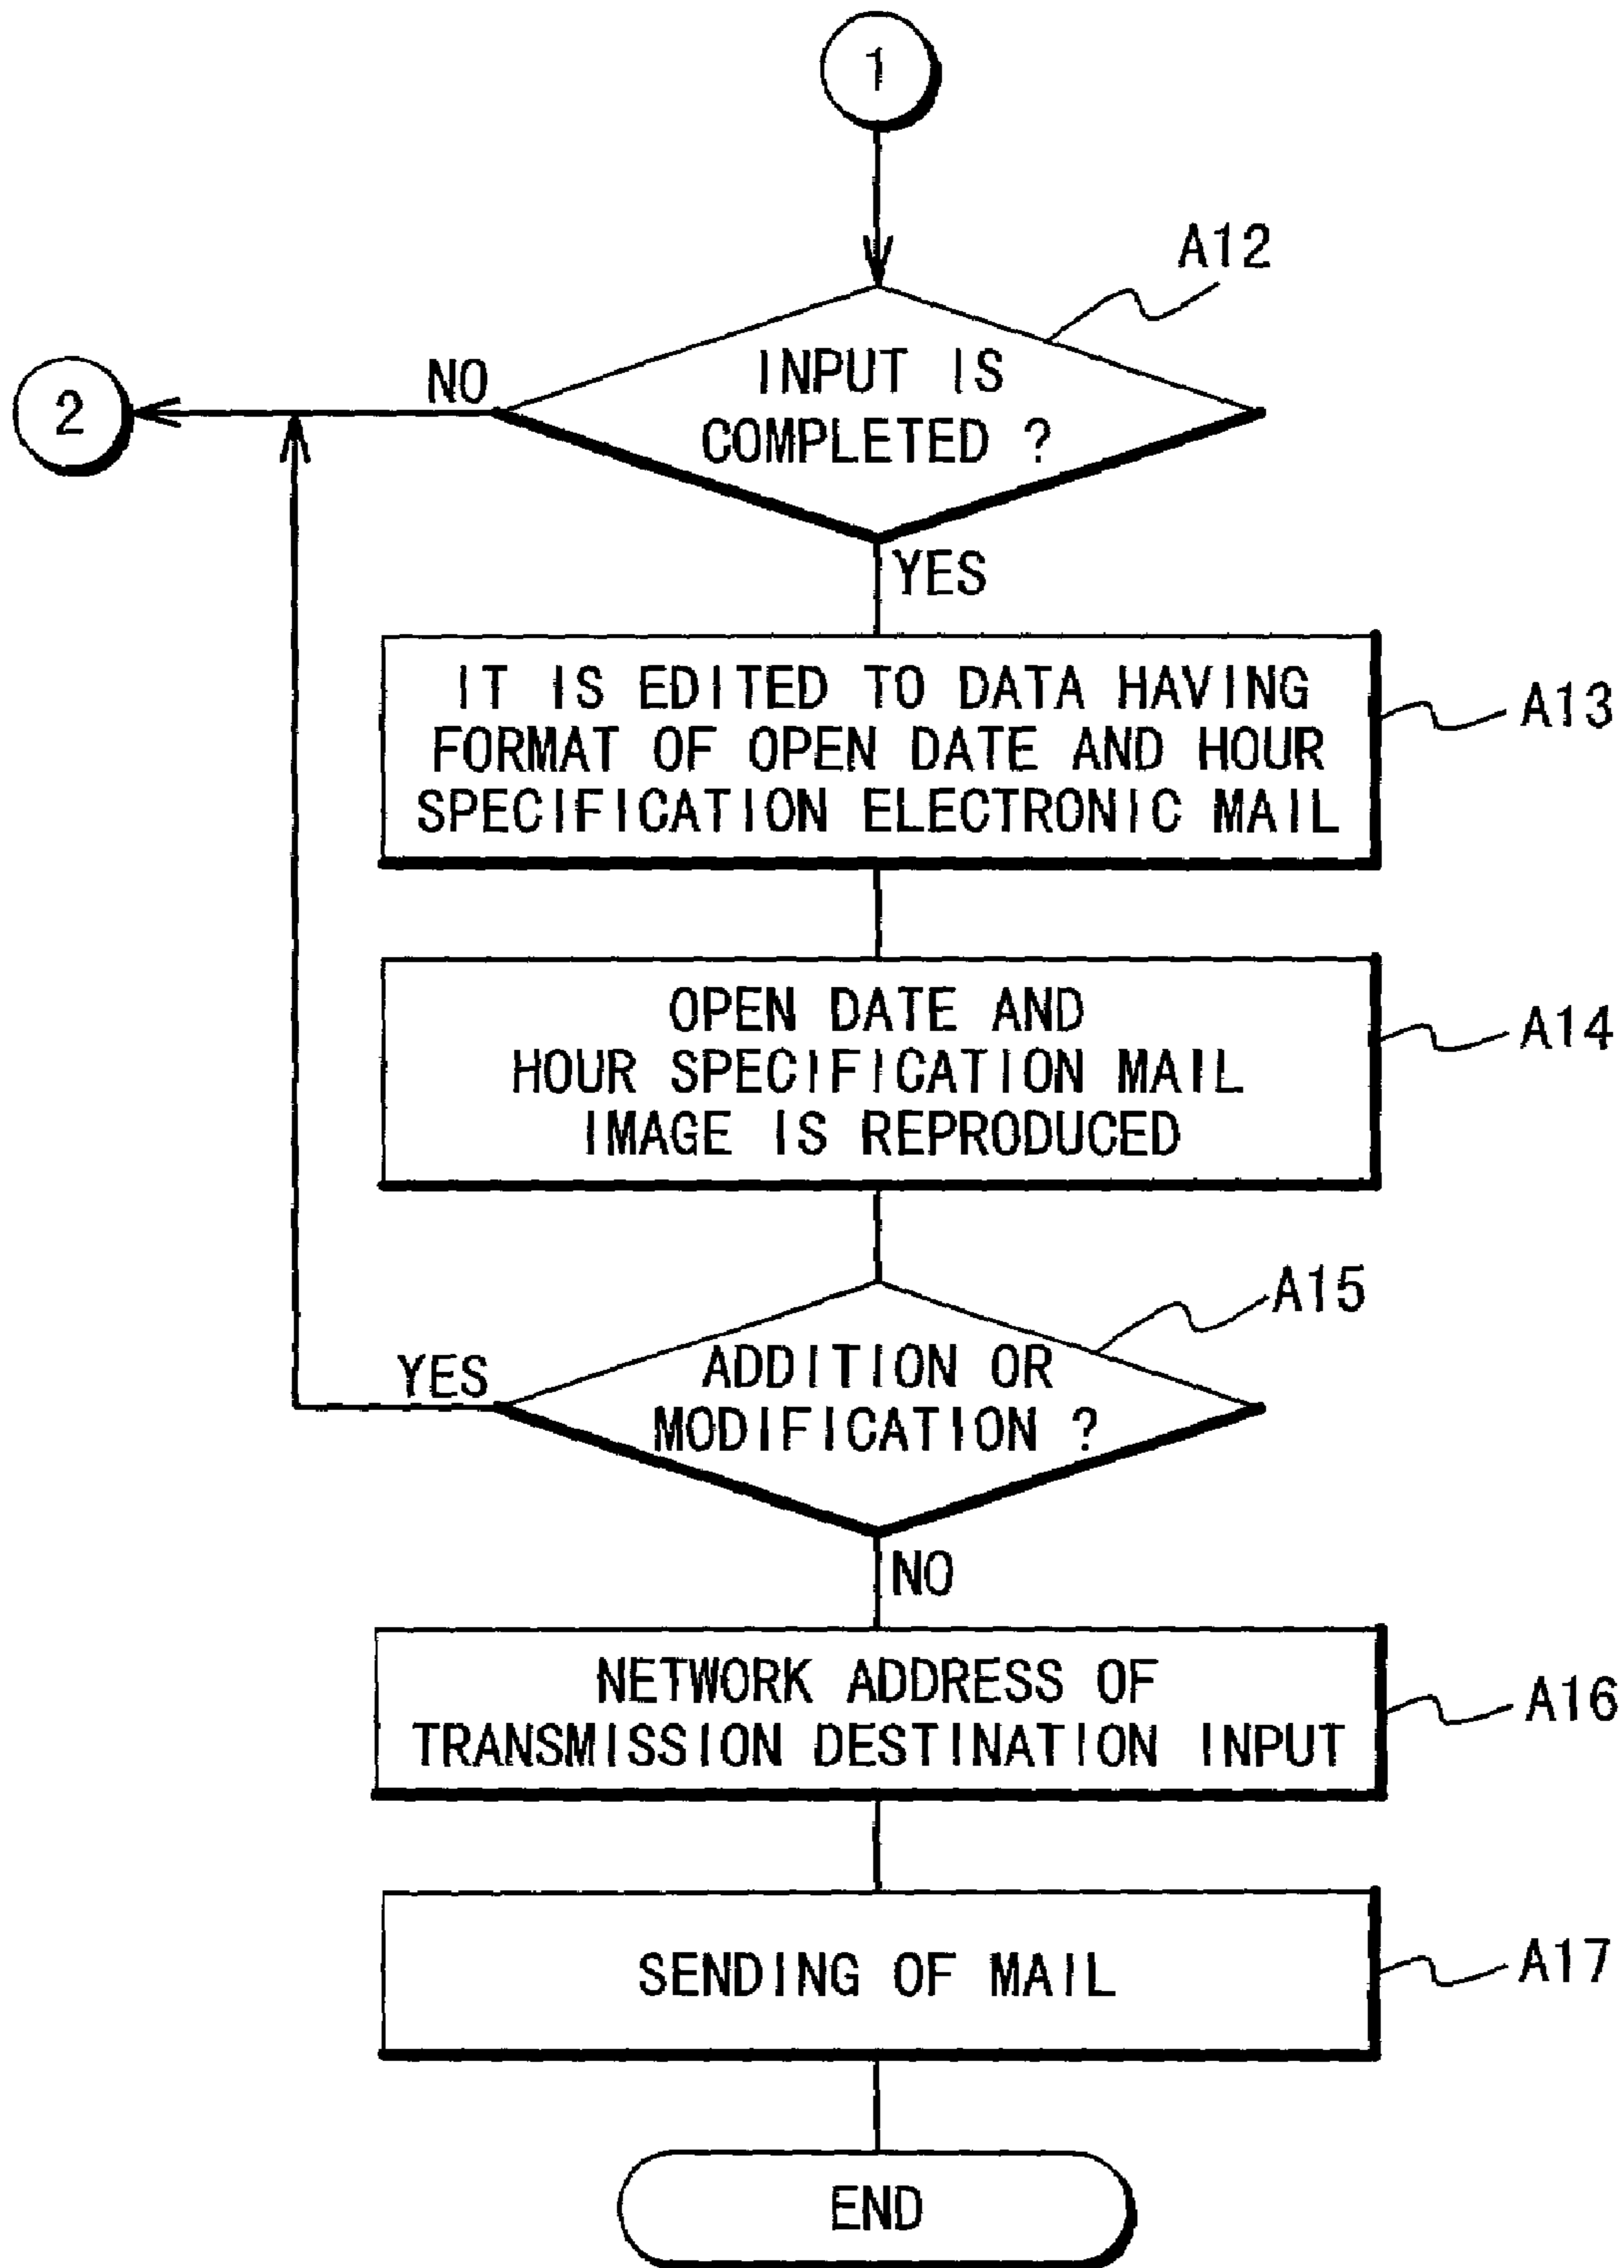 1
A12
INPUT IS
COMPLETED ?
NO
2
YES
IT IS EDITED TO DATA HAVING
FORMAT OF OPEN DATE AND HOUR
SPECIFICATION ELECTRONIC MAIL
A13
OPEN DATE AND
HOUR SPECIFICATION MAIL
IMAGE IS REPRODUCED
A14
A15
ADDITION OR
MODIFICATION ?
YES
NO
NETWORK ADDRESS OF
TRANSMISSION DESTINATION INPUT
A16
SENDING OF MAIL
A17
END